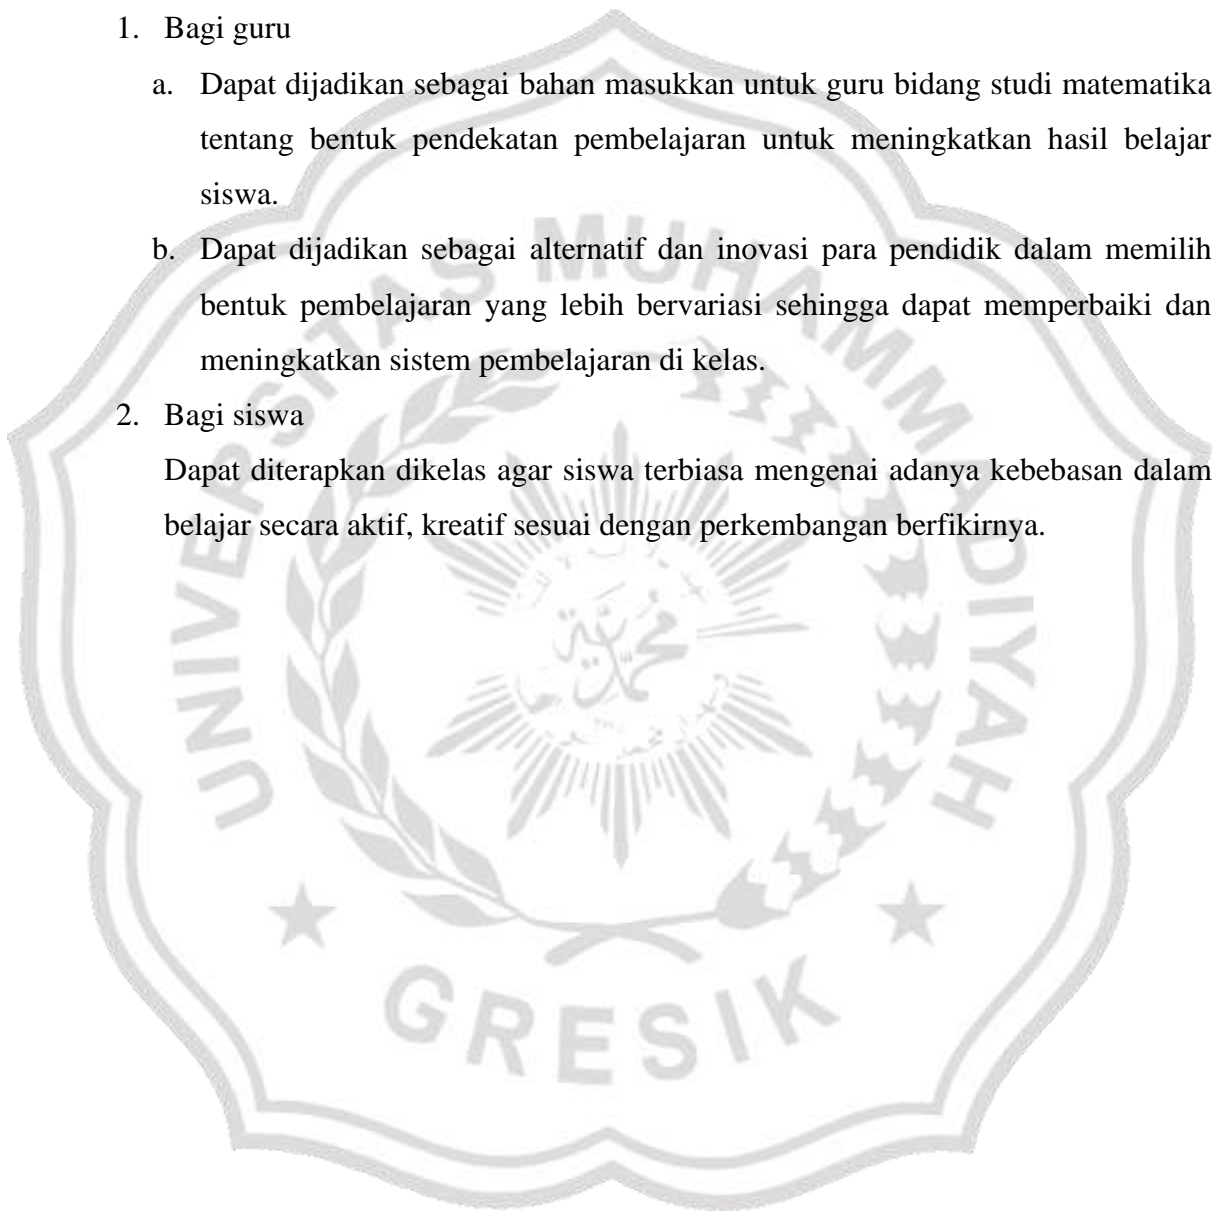 1. Bagi guru
a. Dapat dijadikan sebagai bahan masukkan untuk guru bidang studi matematika
tentang bentuk pendekatan pembelajaran untuk meningkatkan hasil belajar
siswa.
b. Dapat dijadikan sebagai alternatif dan inovasi para pendidik dalam memilih
bentuk pembelajaran yang lebih bervariasi sehingga dapat memperbaiki dan
meningkatkan sistem pembelajaran di kelas.
2. Bagi siswa
Dapat diterapkan dikelas agar siswa terbiasa mengenai adanya kebebasan dalam
belajar secara aktif, kreatif sesuai dengan perkembangan berfikirnya.
UNIVERSITAS MUHAMMADIYAH
GRESIK